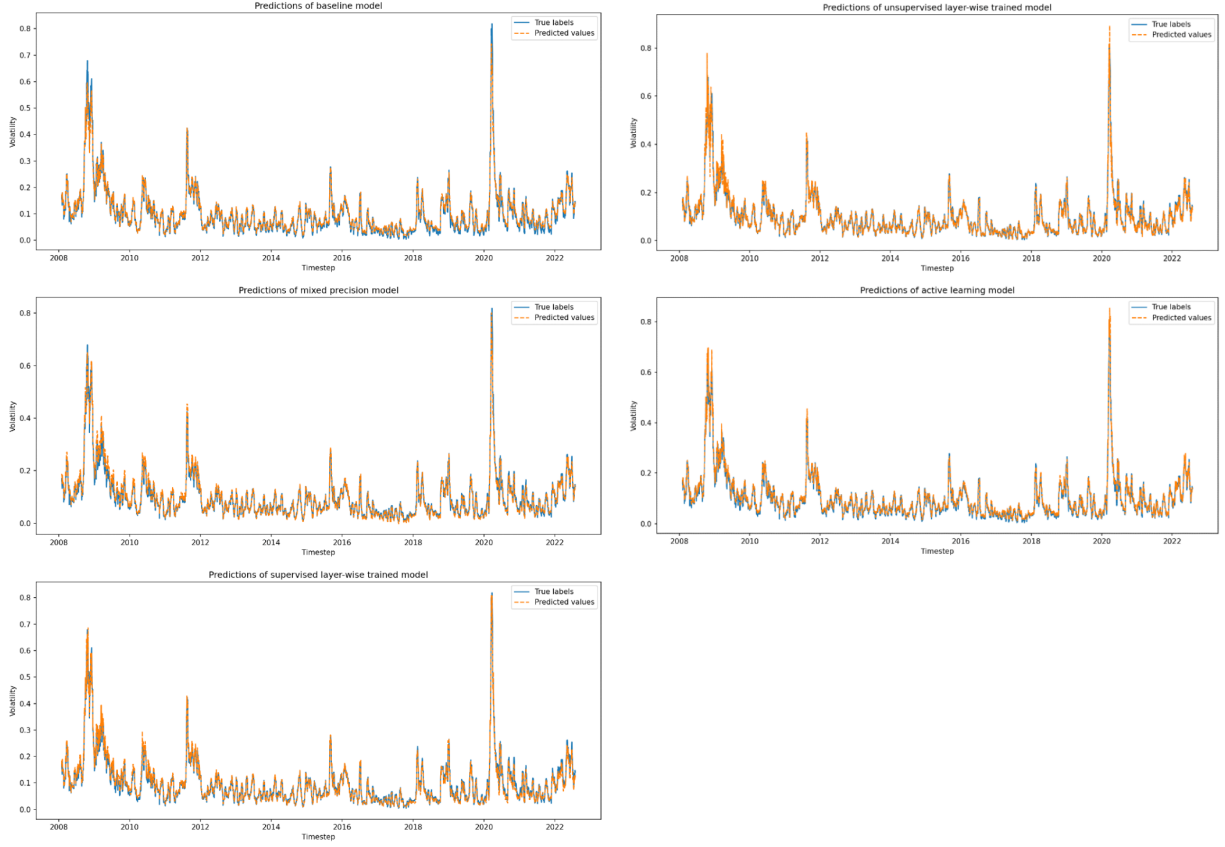 Predictions of baseline model
True labels
Predicted values
Volatility
0.8
0.7
0.6
0.5
0.4
0.3
0.2
0.1
0.0
2008 2010 2012 2014 2016 2018 2020 2022
Timestep
Predictions of unsupervised layer-wise trained model
True labels
Predicted values
Volatility
0.8
0.6
0.4
0.2
0.0
2008 2010 2012 2014 2016 2018 2020 2022
Timestep
Predictions of mixed precision model
True labels
Predicted values
Volatility
0.8
0.6
0.4
0.2
0.0
2008 2010 2012 2014 2016 2018 2020 2022
Timestep
Predictions of active learning model
True labels
Predicted values
Volatility
0.8
0.6
0.4
0.2
0.0
2008 2010 2012 2014 2016 2018 2020 2022
Timestep
Predictions of supervised layer-wise trained model
True labels
Predicted values
Volatility
0.8
0.7
0.6
0.5
0.4
0.3
0.2
0.1
0.0
2008 2010 2012 2014 2016 2018 2020 2022
Timestep